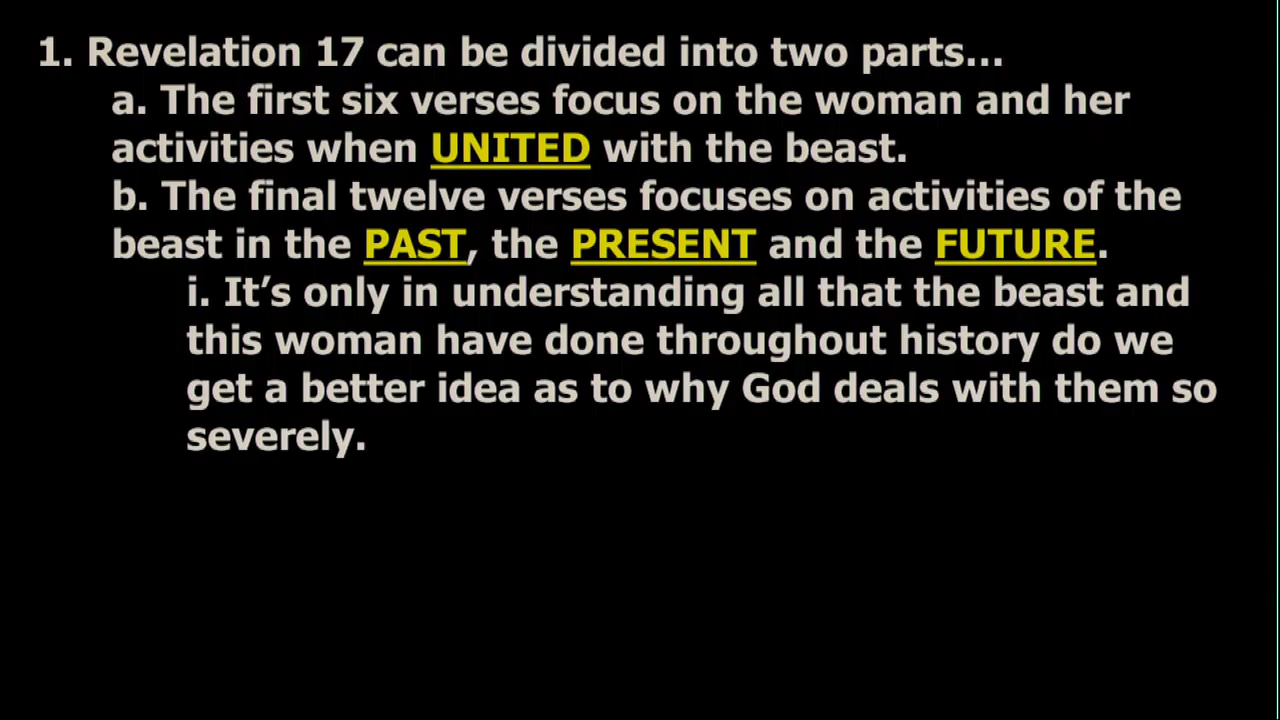 1. Revelation 17 can be divided into two parts…
a. The first six verses focus on the woman and her
activities when UNITED with the beast.
b. The final twelve verses focuses on activities of the
beast in the PAST, the PRESENT and the FUTURE.
i. It’s only in understanding all that the beast and
this woman have done throughout history do we
get a better idea as to why God deals with them so
severely.